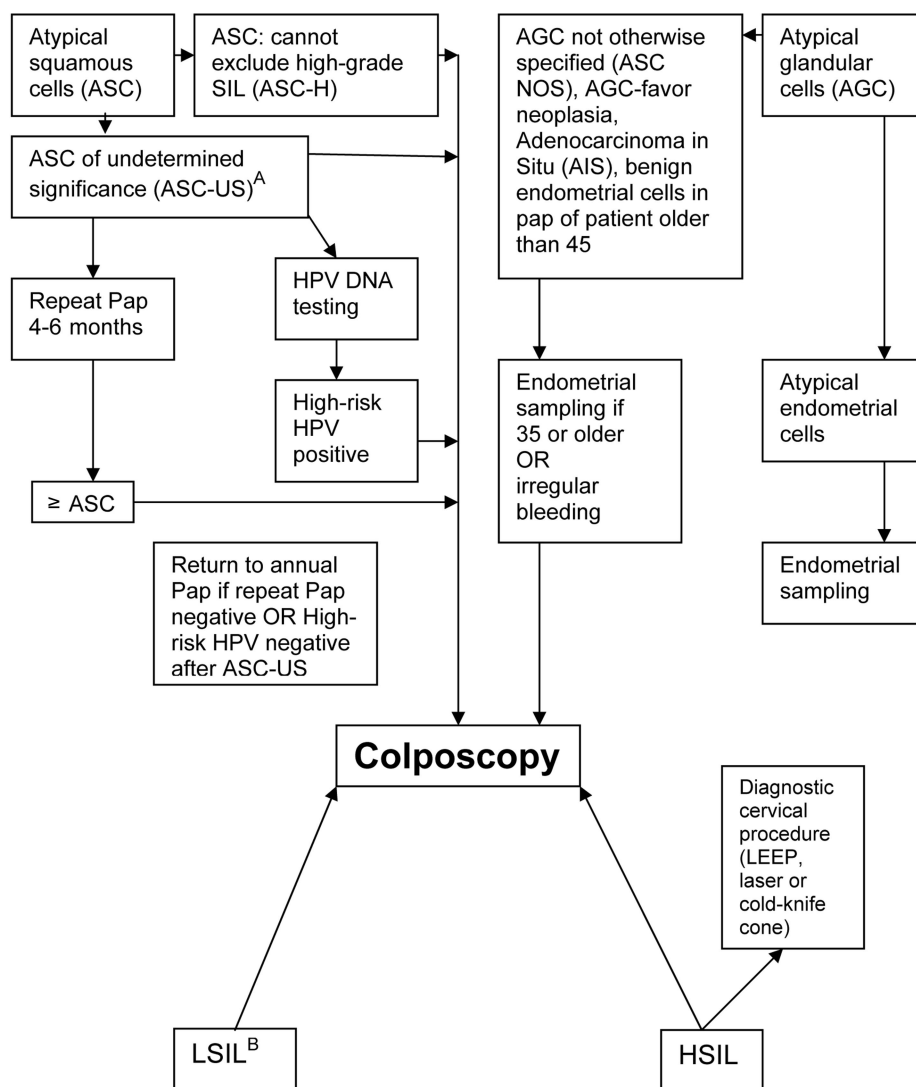 Atypical
squamous
cells (ASC)
ASC: cannot
exclude high-grade
SIL (ASC-H)
AGC not otherwise
specified (ASC
NOS), AGC-favor
neoplasia,
Adenocarcinoma in
Situ (AIS), benign
endometrial cells in
pap of patient older
than 45
Atypical
glandular
cells (AGC)
ASC of undetermined
significance (ASC-US)A
Repeat Pap
4-6 months
HPV DNA
testing
High-risk
HPV
positive
≥ ASC
Endometrial
sampling if
35 or older
OR
irregular
bleeding
Atypical
endometrial
cells
Endometrial
sampling
Return to annual
Pap if repeat Pap
negative OR High-
risk HPV negative
after ASC-US
Colposcopy
Diagnostic
cervical
procedure
(LEEP,
laser or
cold-knife
cone)
LSILB
HSIL